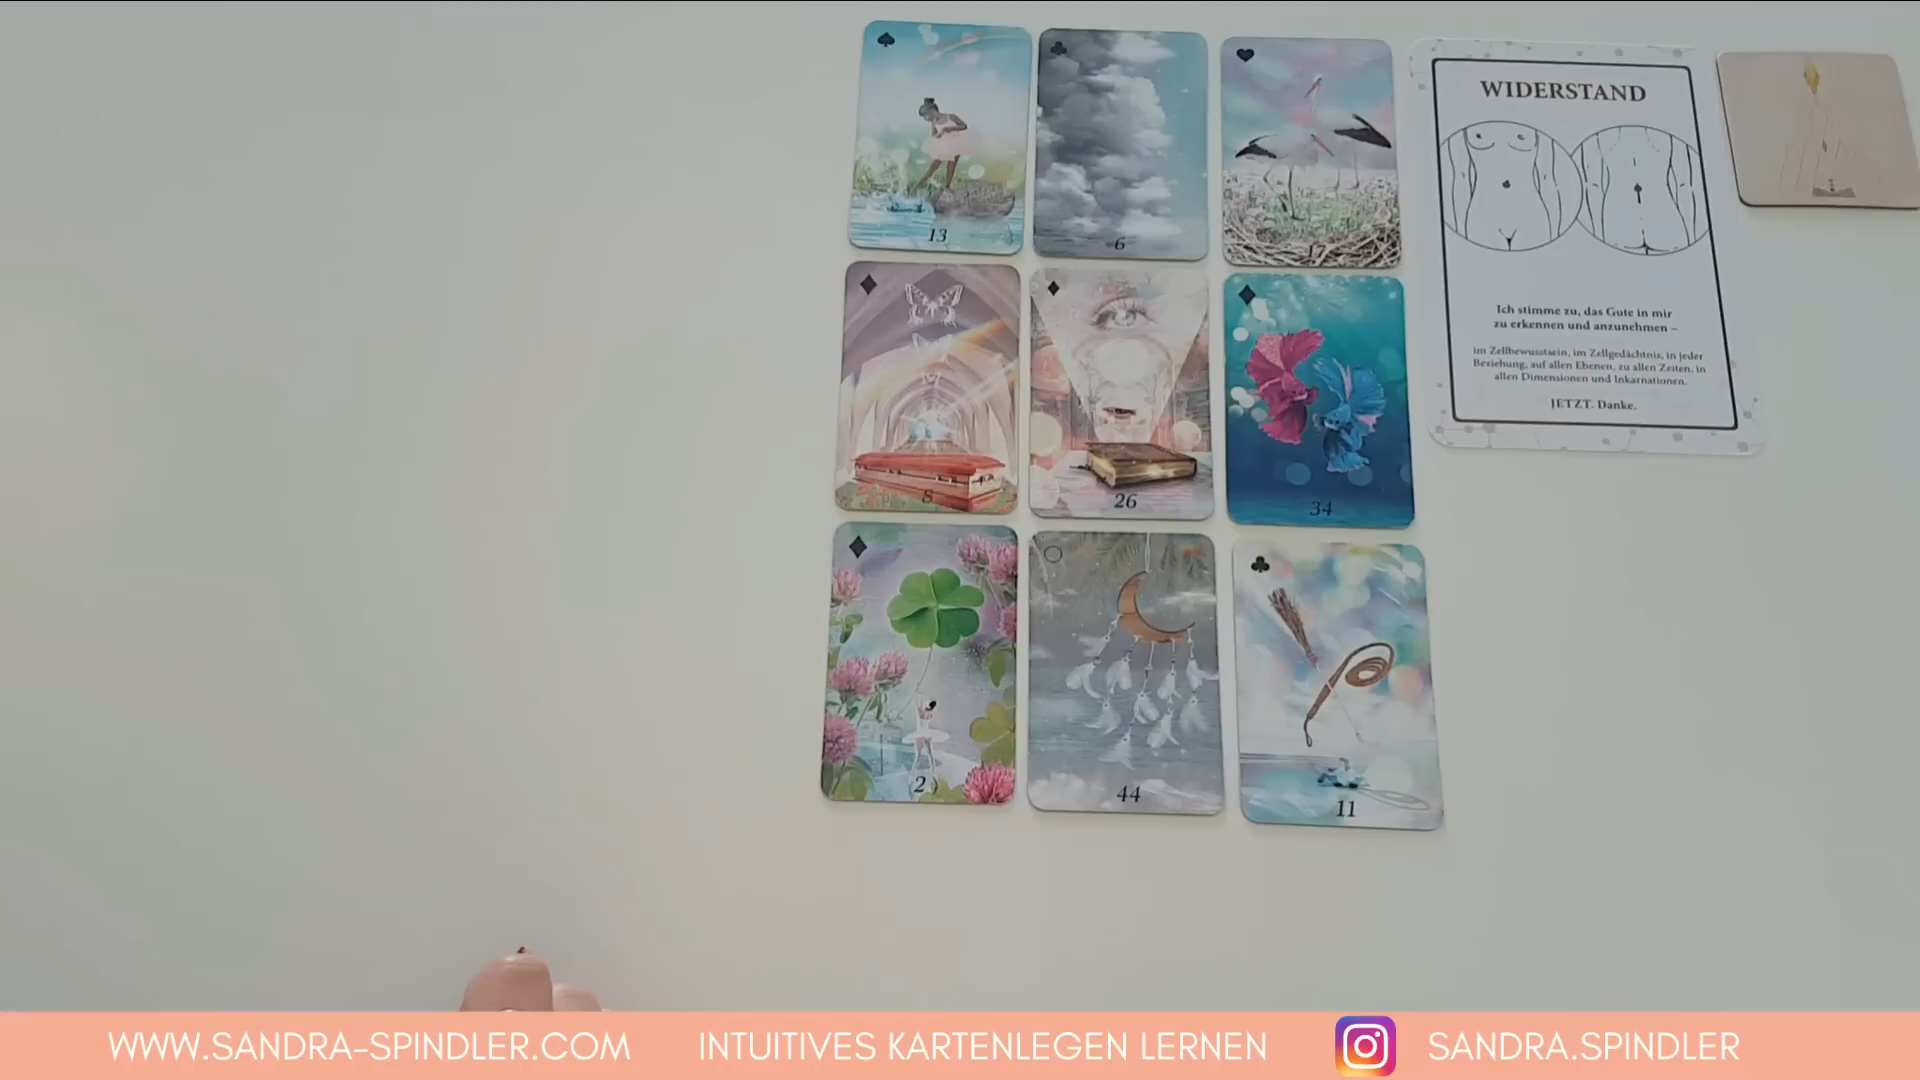 13
6
17
WIDERSTAND
Ich stimme zu, das Gute in mir
zu erkennen und anzunehmen –
im Zellbewusstsein, im Zellgedächtnis, in jeder
Beziehung, auf allen Ebenen, zu allen Zeiten, in
allen Dimensionen und Inkarnationen.
JETZT. Danke.
8
26
34
2
44
11
WWW.SANDRA-SPINDLER.COM
INTUITIVES KARTENLEGEN LERNEN
SANDRA.SPINDLER